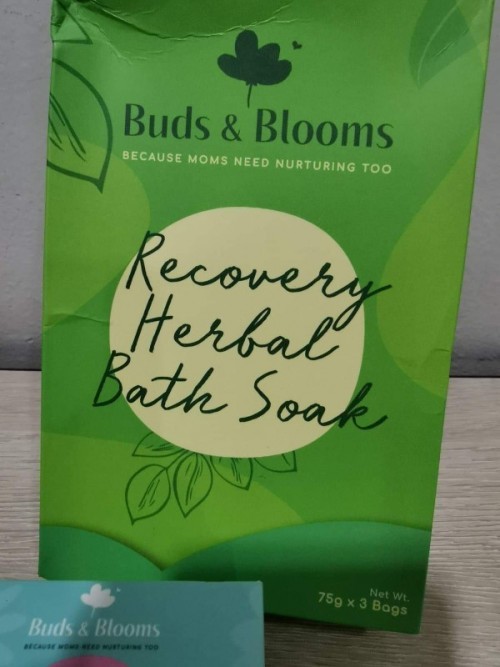 Buds & Blooms
BECAUSE MOMS NEED NURTURING TOO
Recovery
Herbal
Bath Soak
Net Wt.
75g x 3 Bags
Buds & Blooms
BECAUSE MOMS NEED NURTURING TOO